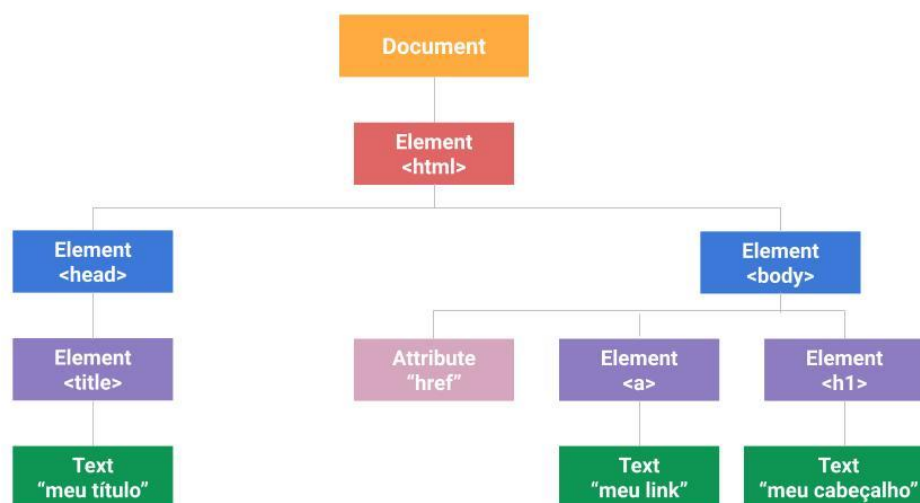 Document
Element
<html>
Element
<head>
Element
<body>
Element
<title>
Attribute
“href”
Element
<a>
Element
<h1>
Text
“meu título”
Text
“meu link”
Text
“meu cabeçalho”